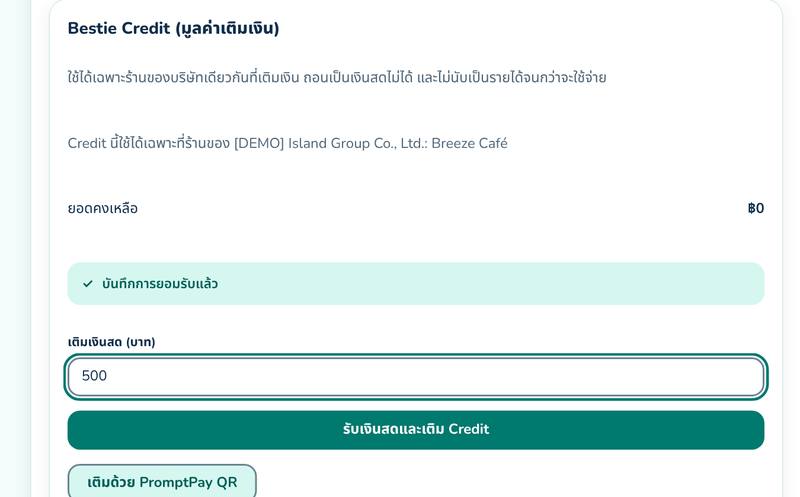 Bestie Credit (มูลค่าเติมเงิน)
ใช้ได้เฉพาะร้านของบริษัทเดียวกันที่เติมเงิน ถอนเป็นเงินสดไม่ได้ และไม่นับเป็นรายได้จนกว่าจะใช้จ่าย
Credit นี้ใช้ได้เฉพาะที่ร้านของ [DEMO] Island Group Co., Ltd.: Breeze Café
ยอดคงเหลือ ฿0
✓ บันทึกการยอมรับแล้ว
เติมเงินสด (บาท)
500
รับเงินสดและเติม Credit
เติมด้วย PromptPay QR